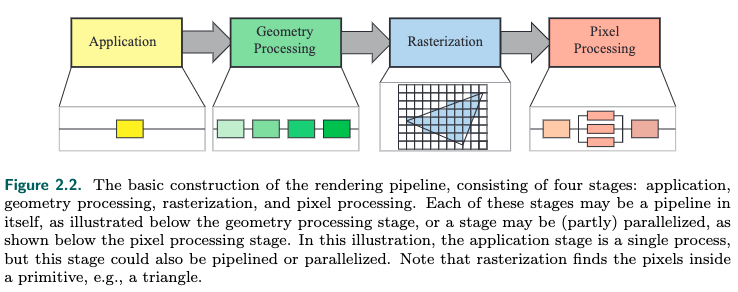 Application
Geometry
Processing
Rasterization
Pixel
Processing
Figure 2.2. The basic construction of the rendering pipeline, consisting of four stages: application,
geometry processing, rasterization, and pixel processing. Each of these stages may be a pipeline in
itself, as illustrated below the geometry processing stage, or a stage may be (partly) parallelized, as
shown below the pixel processing stage. In this illustration, the application stage is a single process,
but this stage could also be pipelined or parallelized. Note that rasterization finds the pixels inside
a primitive, e.g., a triangle.